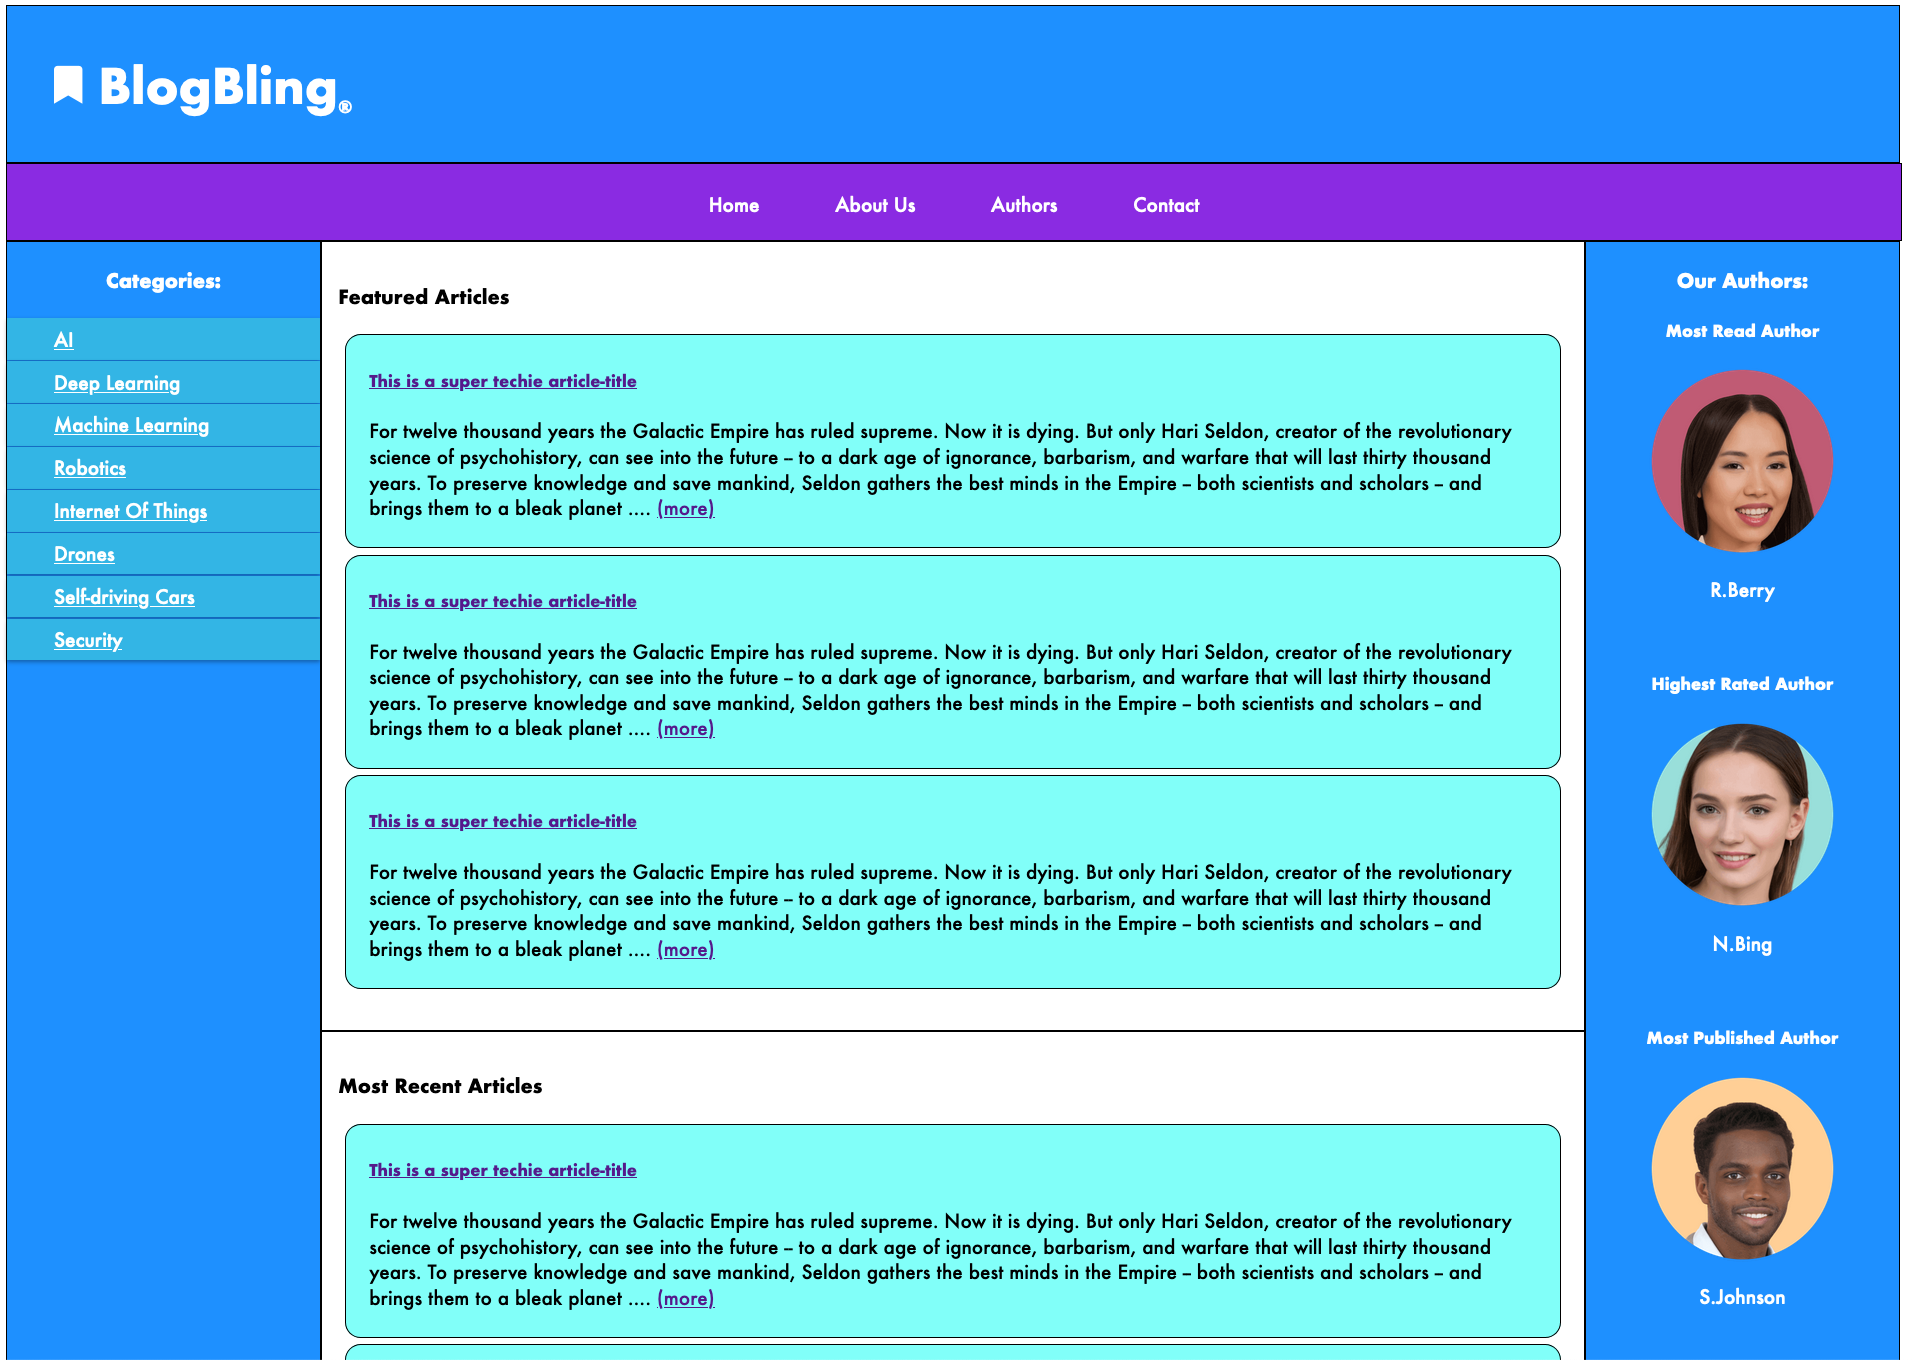 BlogBling®
Home About Us Authors Contact
Categories:
AI
Deep Learning
Machine Learning
Robotics
Internet Of Things
Drones
Self-driving Cars
Security
Featured Articles
This is a super techie article-title
For twelve thousand years the Galactic Empire has ruled supreme. Now it is dying. But only Hari Seldon, creator of the revolutionary
science of psychohistory, can see into the future – to a dark age of ignorance, barbarism, and warfare that will last thirty thousand
years. To preserve knowledge and save mankind, Seldon gathers the best minds in the Empire – both scientists and scholars – and
brings them to a bleak planet .... (more)
This is a super techie article-title
For twelve thousand years the Galactic Empire has ruled supreme. Now it is dying. But only Hari Seldon, creator of the revolutionary
science of psychohistory, can see into the future – to a dark age of ignorance, barbarism, and warfare that will last thirty thousand
years. To preserve knowledge and save mankind, Seldon gathers the best minds in the Empire – both scientists and scholars – and
brings them to a bleak planet .... (more)
This is a super techie article-title
For twelve thousand years the Galactic Empire has ruled supreme. Now it is dying. But only Hari Seldon, creator of the revolutionary
science of psychohistory, can see into the future – to a dark age of ignorance, barbarism, and warfare that will last thirty thousand
years. To preserve knowledge and save mankind, Seldon gathers the best minds in the Empire – both scientists and scholars – and
brings them to a bleak planet .... (more)
Most Recent Articles
This is a super techie article-title
For twelve thousand years the Galactic Empire has ruled supreme. Now it is dying. But only Hari Seldon, creator of the revolutionary
science of psychohistory, can see into the future – to a dark age of ignorance, barbarism, and warfare that will last thirty thousand
years. To preserve knowledge and save mankind, Seldon gathers the best minds in the Empire – both scientists and scholars – and
brings them to a bleak planet .... (more)
Our Authors:
Most Read Author
R.Berry
Highest Rated Author
N.Bing
Most Published Author
S.Johnson